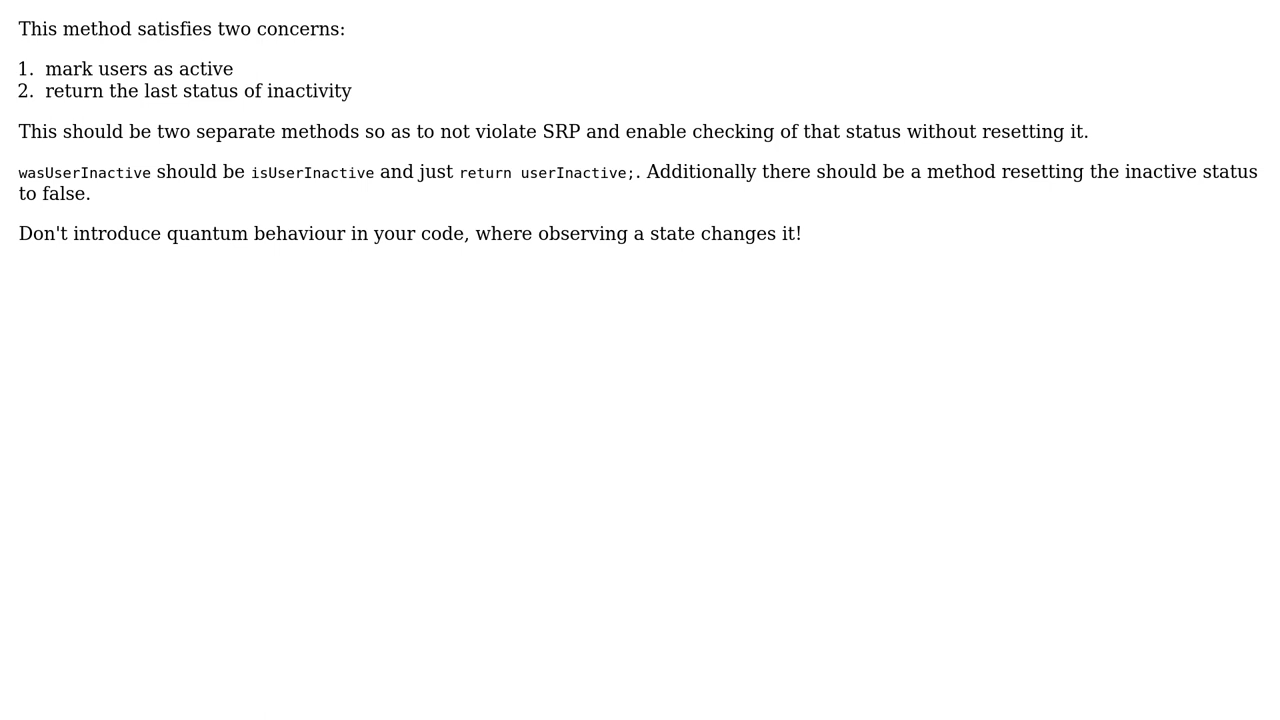 This method satisfies two concerns:
1. mark users as active
2. return the last status of inactivity
This should be two separate methods so as to not violate SRP and enable checking of that status without resetting it.
wasUserInactive should be isUserInactive and just return userInactive;. Additionally there should be a method resetting the inactive status
to false.
Don't introduce quantum behaviour in your code, where observing a state changes it!